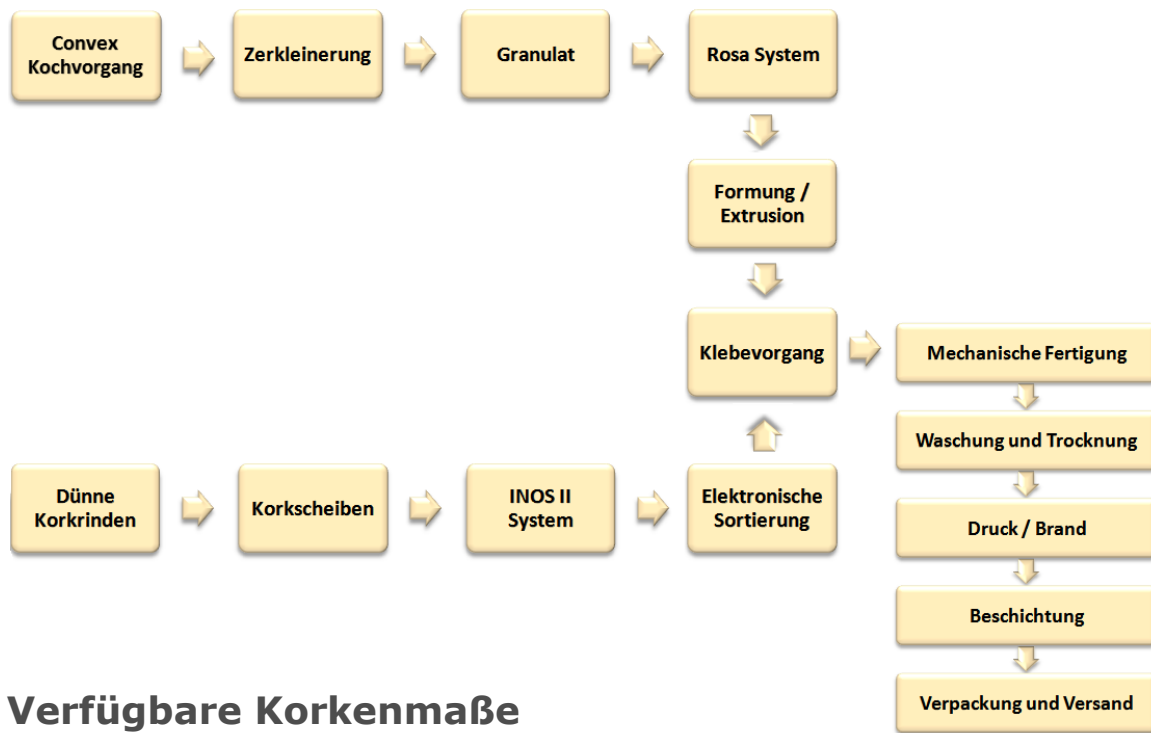 Convex
Kochvorgang
Zerkleinerung
Granulat
Rosa System
Formung /
Extrusion
Klebevorgang
Mechanische Fertigung
Waschung und Trocknung
Dünne
Korkrinden
Korkscheiben
INOS II
System
Elektronische
Sortierung
Druck / Brand
Beschichtung
Verpackung und Versand
Verfügbare Korkenmaße